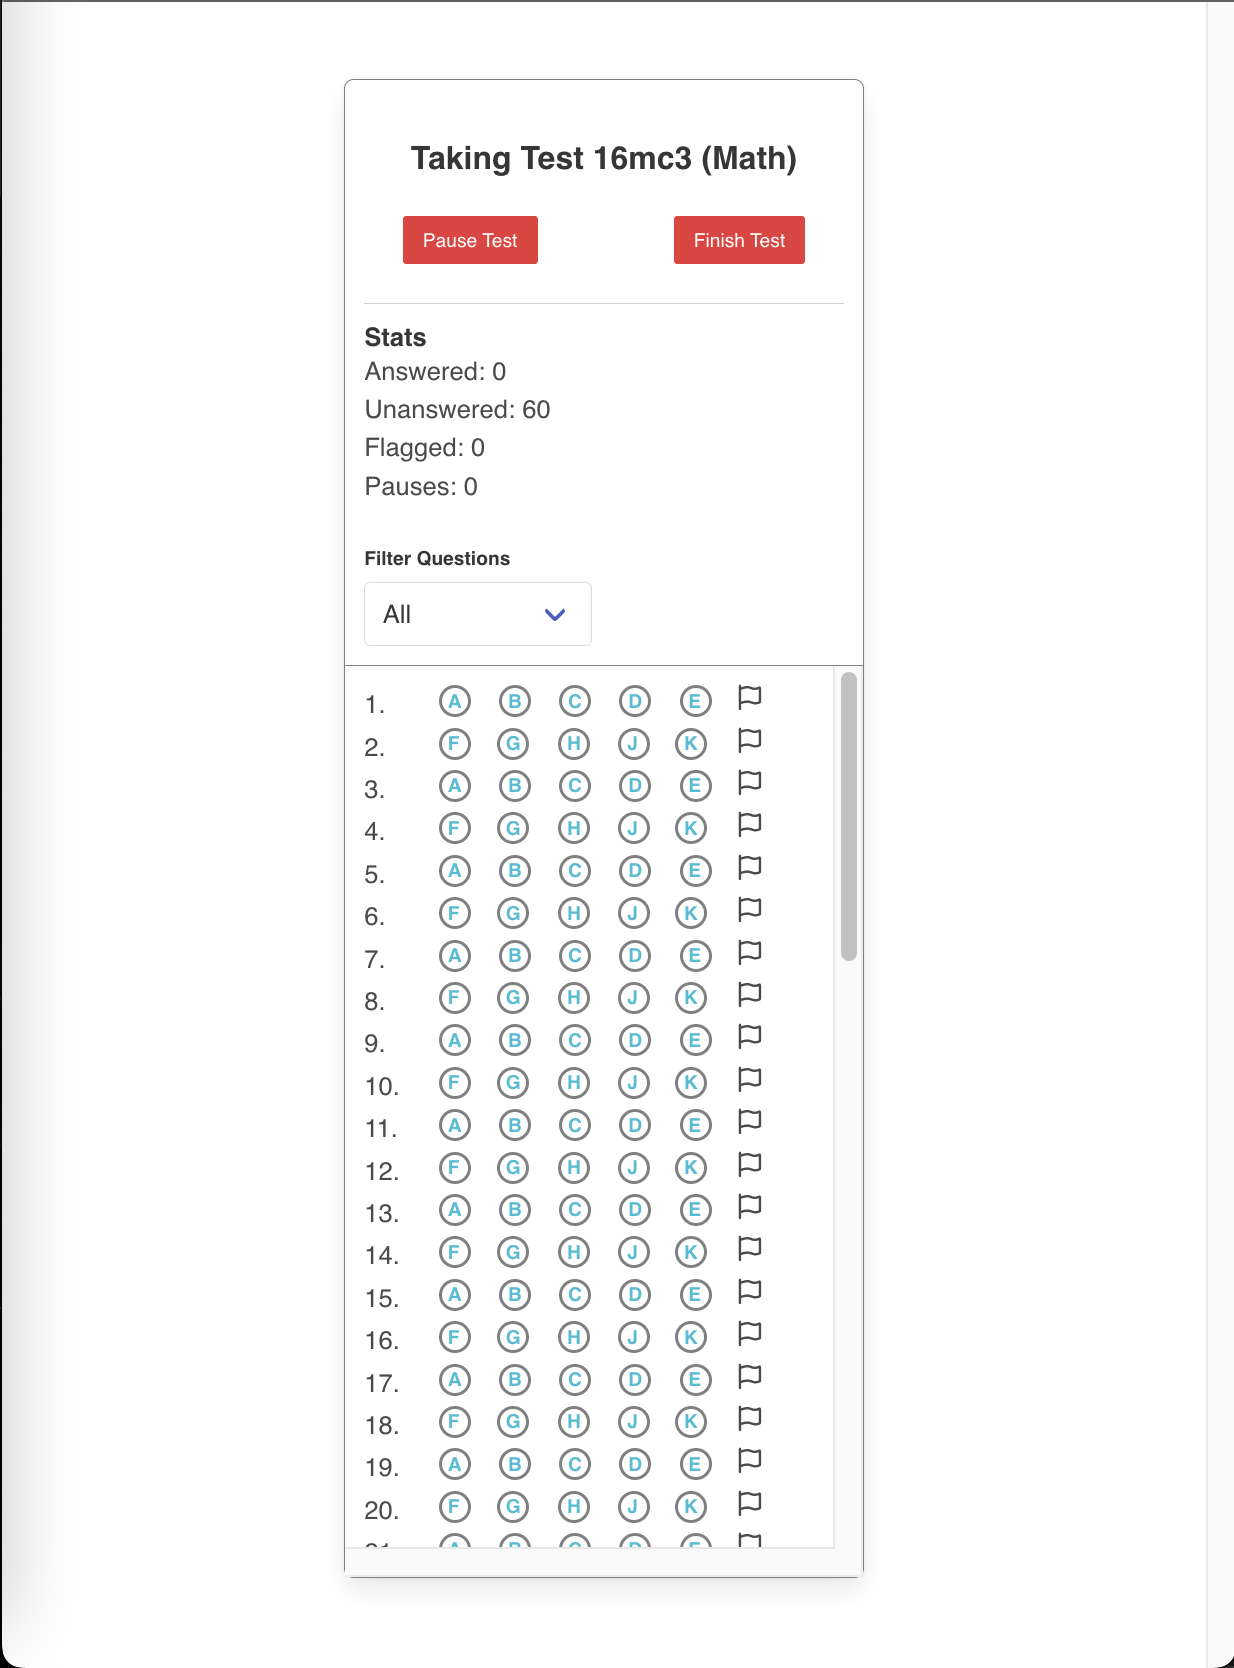 Taking Test 16mc3 (Math)
Pause Test Finish Test
Stats
Answered: 0
Unanswered: 60
Flagged: 0
Pauses: 0
Filter Questions
All
1. A B C D E
2. F G H J K
3. A B C D E
4. F G H J K
5. A B C D E
6. F G H J K
7. A B C D E
8. F G H J K
9. A B C D E
10. F G H J K
11. A B C D E
12. F G H J K
13. A B C D E
14. F G H J K
15. A B C D E
16. F G H J K
17. A B C D E
18. F G H J K
19. A B C D E
20. F G H J K